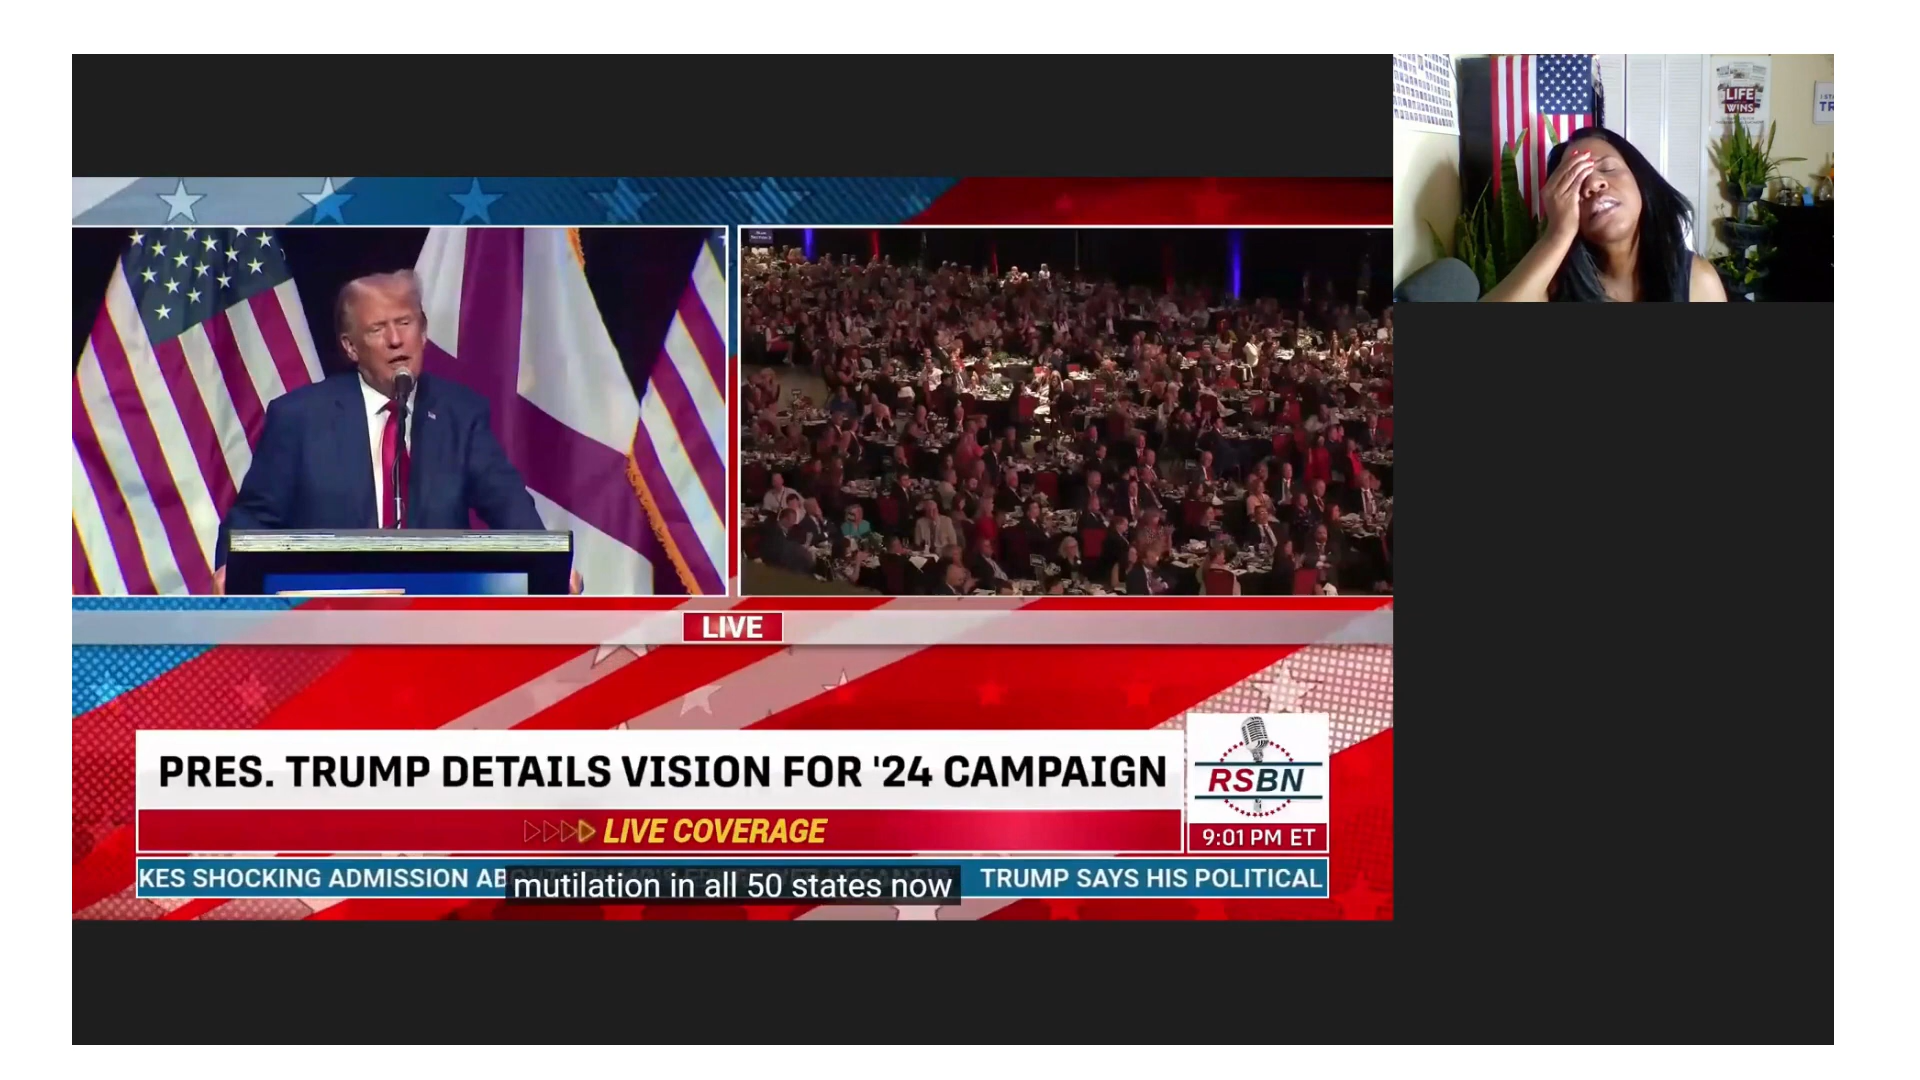 LIFE
WINS
TR
LIVE
PRES. TRUMP DETAILS VISION FOR '24 CAMPAIGN
RSBN
LIVE COVERAGE
9:01 PM ET
KES SHOCKING ADMISSION AB
TRUMP SAYS HIS POLITICAL
mutilation in all 50 states now